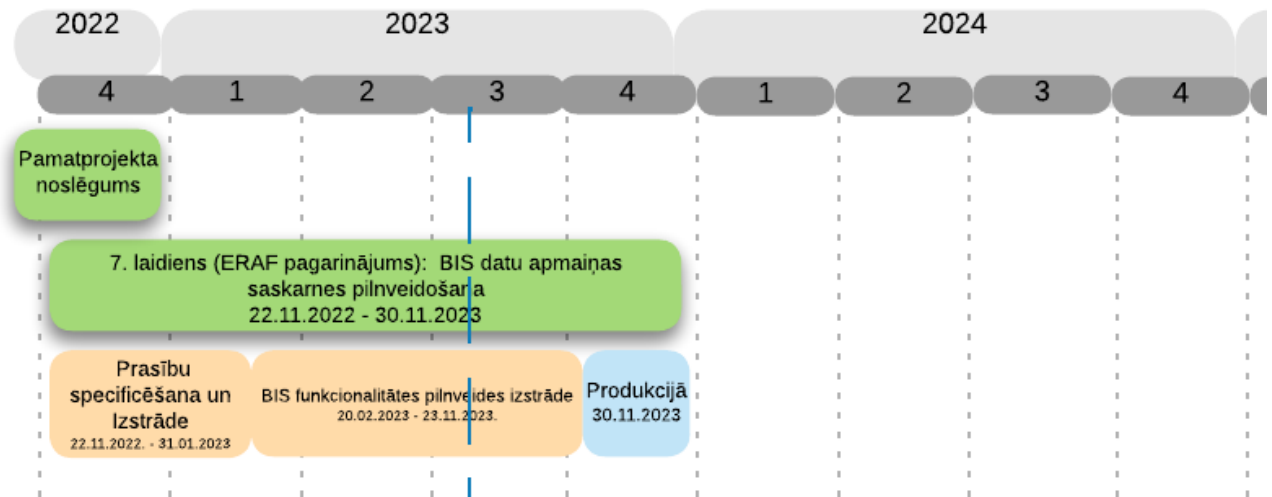 2022 2023 2024
4 1 2 3 4 1 2 3 4
Pamatprojekta
noslēgums
7. laidiens (ERAF pagarinājums): BIS datu apmaiņas
saskarnes pilnveidošana
22.11.2022 - 30.11.2023
Prasību
specificēšana un
Izstrāde
22.11.2022. - 31.01.2023
BIS funkcionalitātes pilnveides izstrāde
20.02.2023 - 23.11.2023.
Produkcijā
30.11.2023